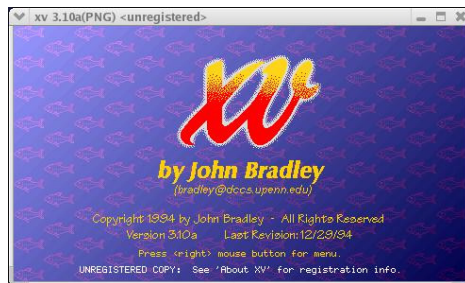 xv 3.10a(PNG) <unregistered>
xv
by John Bradley
(bradley@dccs.upenn.edu)
Copyright 1994 by John Bradley - All Rights Reserved
Version 3.10a Last Revision: 12/29/94
Press <right> mouse button for menu.
UNREGISTERED COPY: See 'About XV' for registration info.